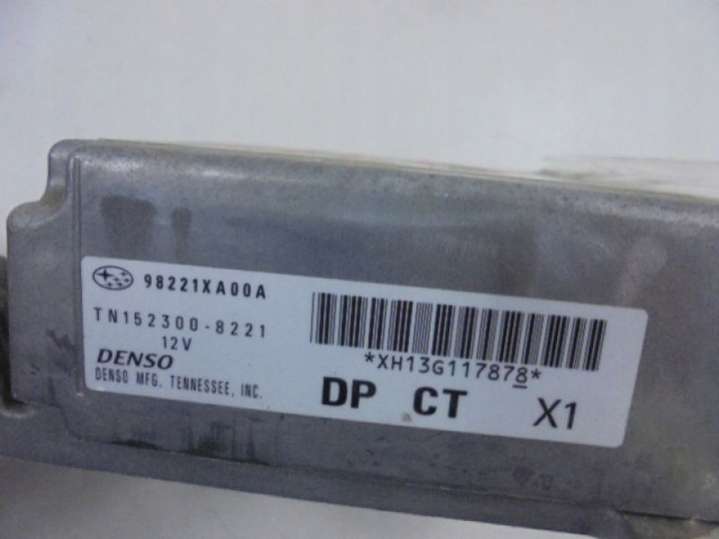 98221XA00A
TN152300-8221
12V
DENSO
DENSO MFG. TENNESSEE, INC.
*XH13G117878*
DP CT X1